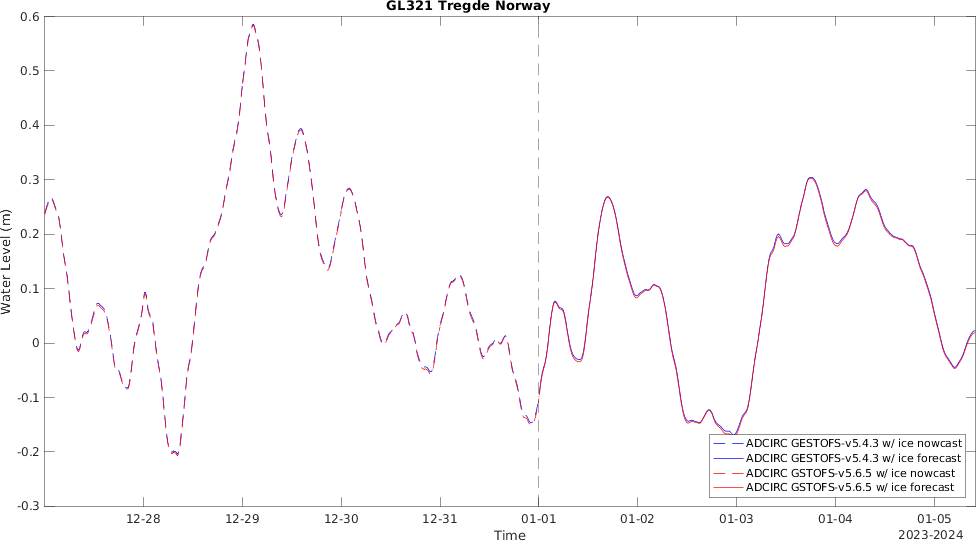 GL321 Tregde Norway
0.6
0.5
0.4
0.3
0.2
0.1
0
-0.1
-0.2
-0.3
Water Level (m)
ADCIRC GESTOFS-v5.4.3 w/ ice nowcast
ADCIRC GESTOFS-v5.4.3 w/ ice forecast
ADCIRC GSTOFS-v5.6.5 w/ ice nowcast
ADCIRC GSTOFS-v5.6.5 w/ ice forecast
12-28 12-29 12-30 12-31 01-01 01-02 01-03 01-04 01-05
Time
2023-2024